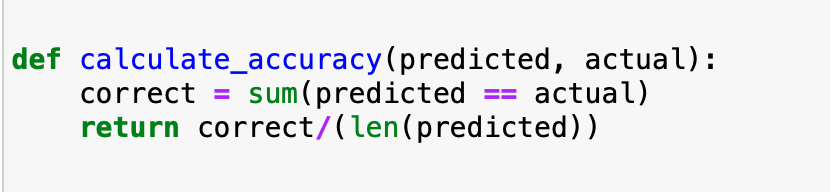 def calculate_accuracy(predicted, actual):
    correct = sum(predicted == actual)
    return correct/(len(predicted))